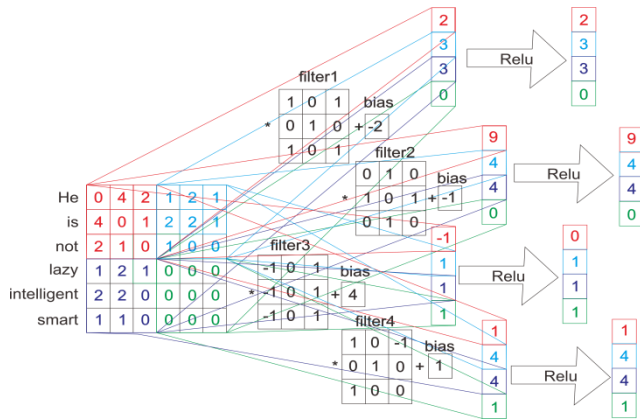 2
3
3
0
Relu
2
3
3
0
filter1
1 0 1
* 0 1 0 + -2
1 0 1
bias
9
4
4
0
Relu
9
4
4
0
filter2
0 1 0
* 1 0 1 + -1
0 1 0
bias
He 0 4 2 1 2 1
is 4 0 1 2 2 1
not 2 1 0 1 0 0
lazy 1 2 1 0 0 0
intelligent 2 2 0 0 0 0
smart 1 1 0 0 0 0
filter3
-1 0 1
* -1 0 1 + 4
-1 0 1
bias
-1
1
1
1
Relu
0
1
1
1
filter4
1 0 -1
* 0 1 0 + 1
1 0 0
bias
1
4
4
1
Relu
1
4
4
1